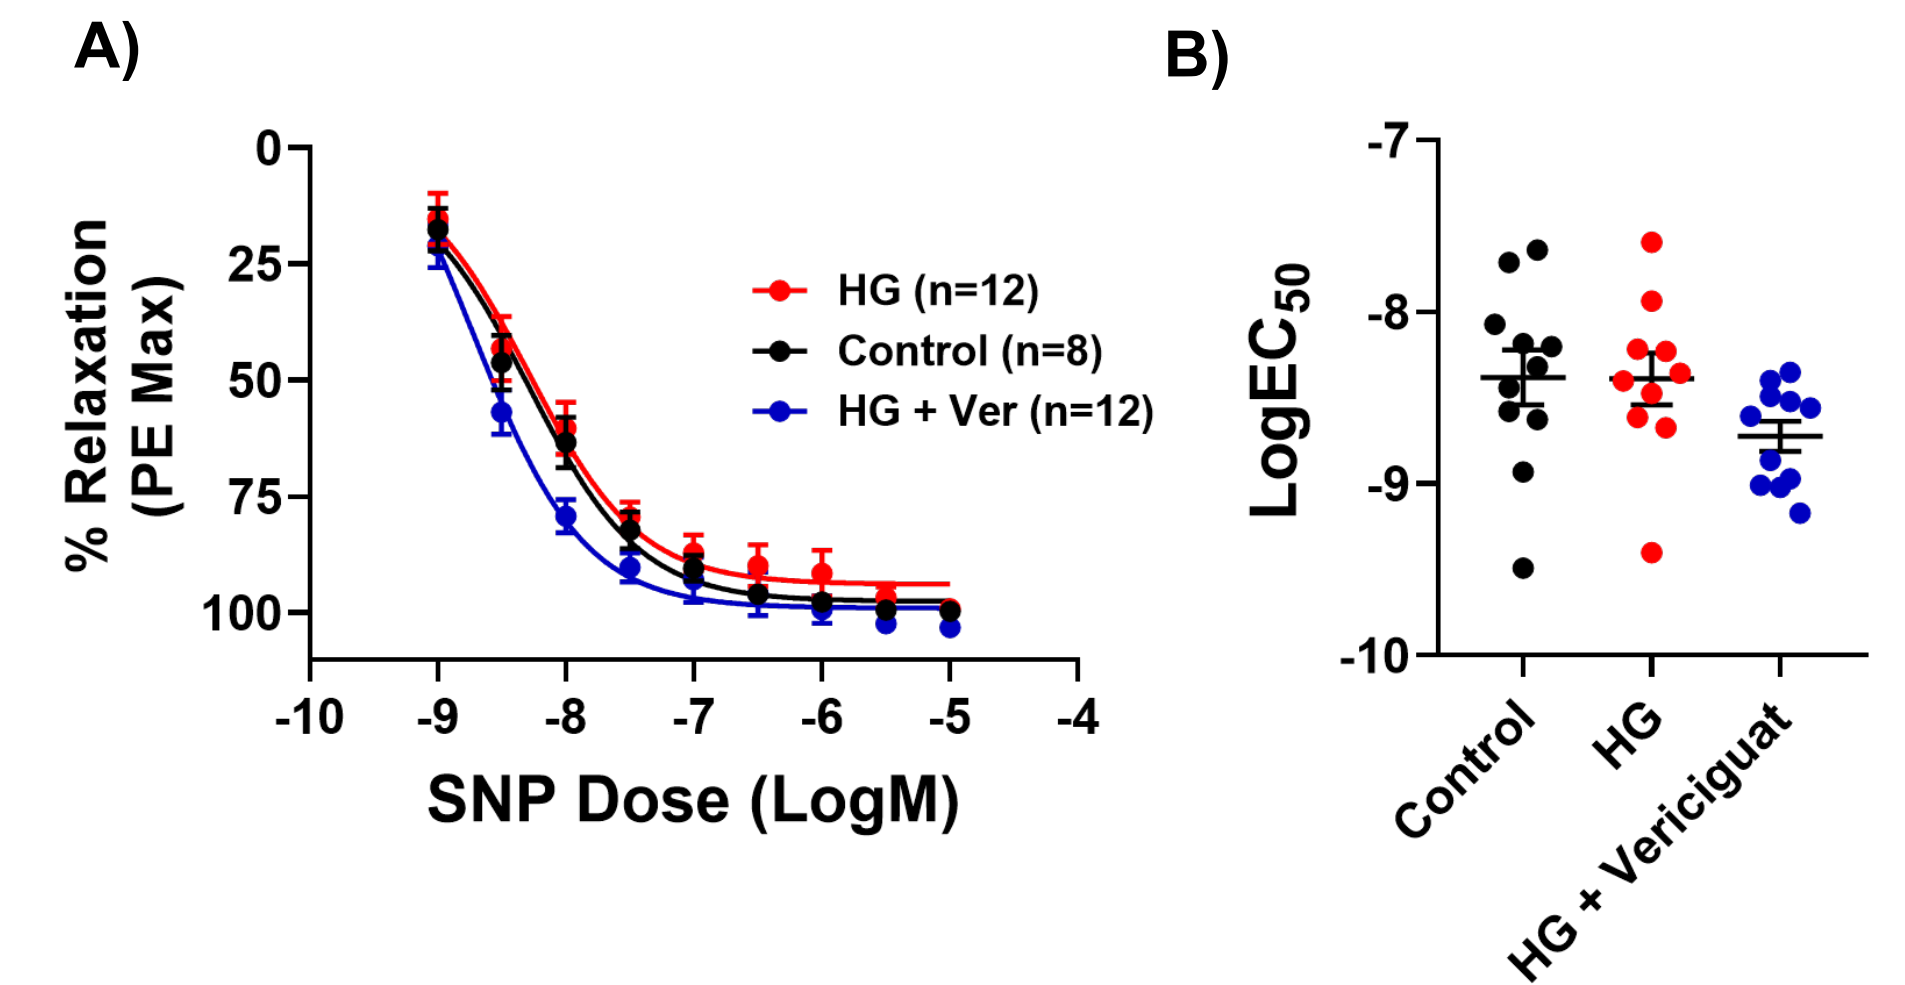 A)
% Relaxation
(PE Max)
0
25
50
75
100
-10 -9 -8 -7 -6 -5 -4
SNP Dose (LogM)
HG (n=12)
Control (n=8)
HG + Ver (n=12)
B)
LogEC50
-7
-8
-9
-10
Control
HG
HG + Vericiguat